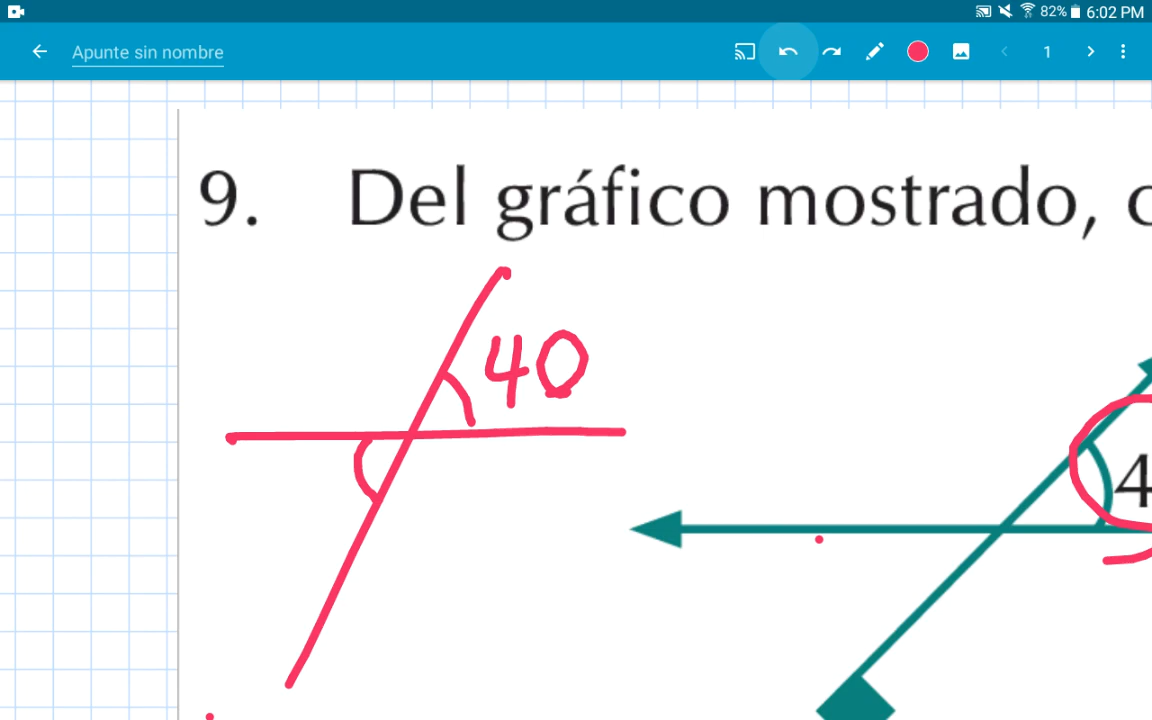 82% 6:02 PM
Apunte sin nombre 1
9. Del gráfico mostrado,
40
4